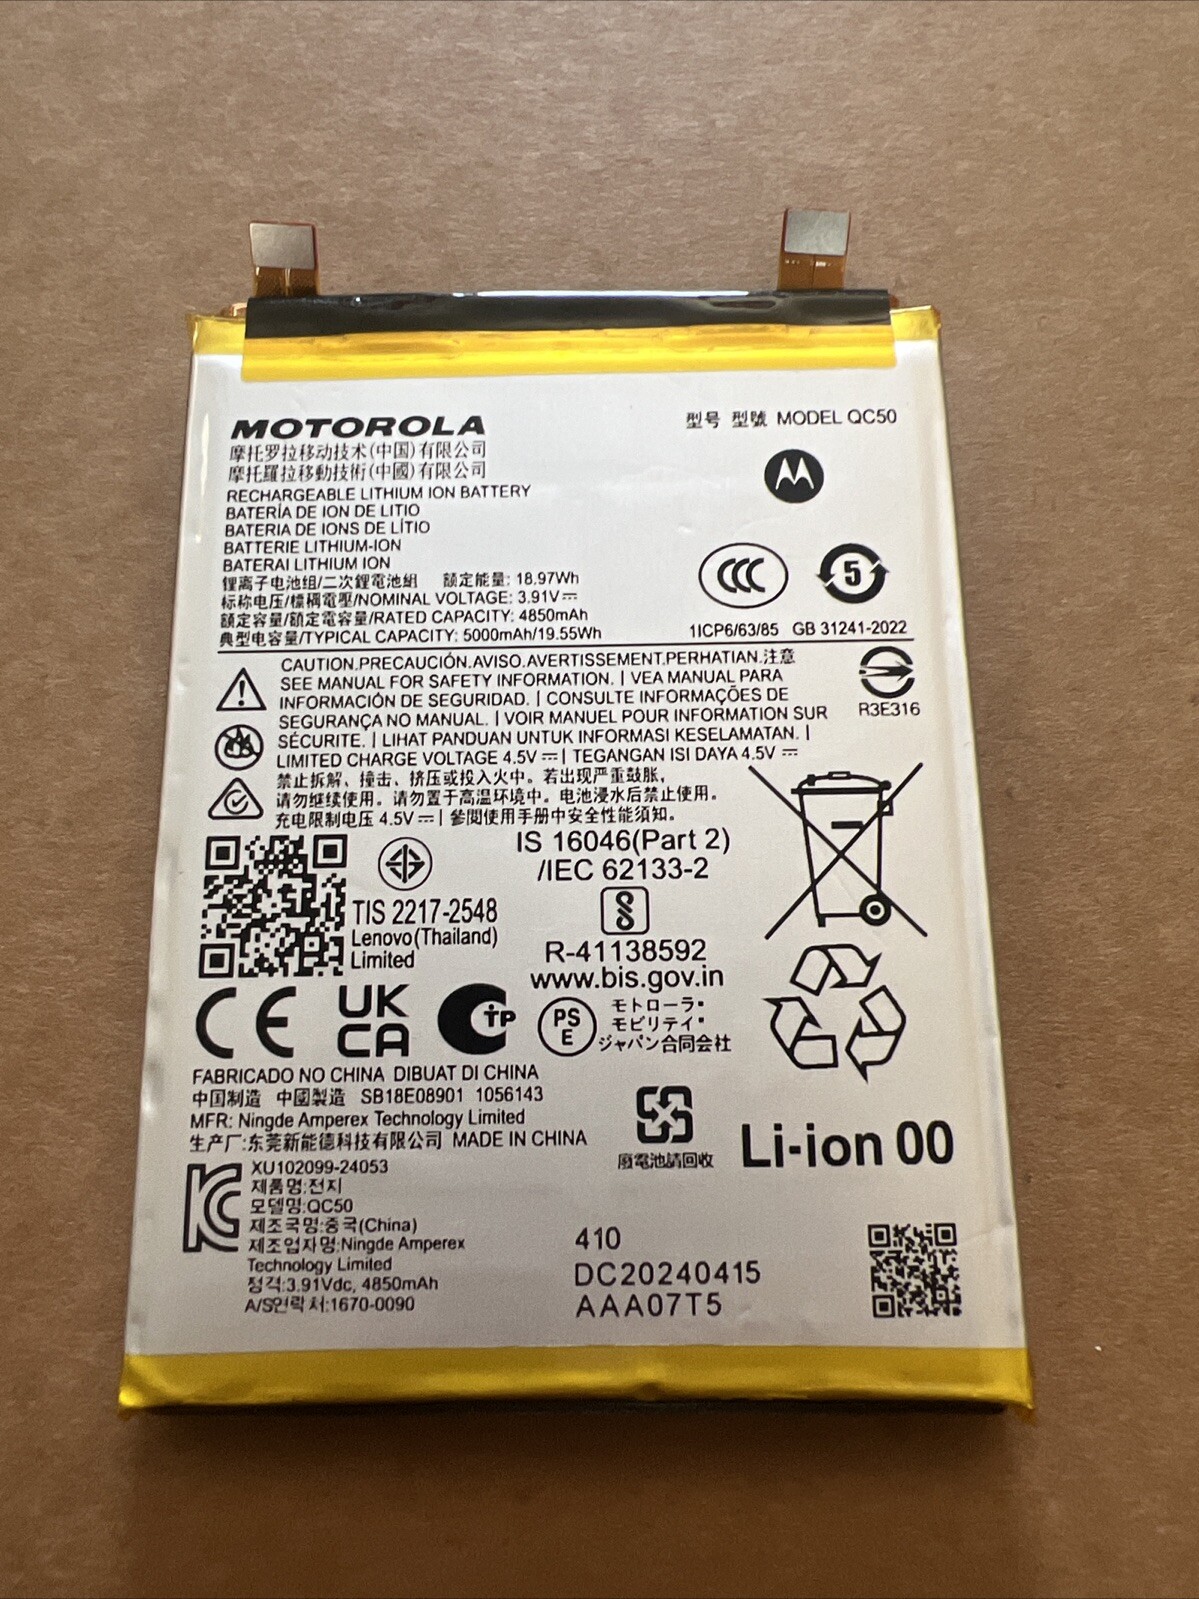 MOTOROLA
型号 型號 MODEL QC50
摩托罗拉移动技术(中国)有限公司
摩托羅拉移動技術(中國)有限公司
RECHARGEABLE LITHIUM ION BATTERY
BATERÍA DE ION DE LITIO
BATERIA DE IONS DE LÍTIO
BATTERIE LITHIUM-ION
BATERAI LITHIUM ION
锂离子电池组/二次鋰電池組 额定能量: 18.97Wh
标称电压/標稱電壓/NOMINAL VOLTAGE: 3.91V⎓
额定容量/額定電容量/RATED CAPACITY: 4850mAh
典型电容量/TYPICAL CAPACITY: 5000mAh/19.55Wh
CCC
5
1ICP6/63/85 GB 31241-2022
CAUTION.PRECAUCIÓN.AVISO.AVERTISSEMENT.PERHATIAN.注意
SEE MANUAL FOR SAFETY INFORMATION. | VEA MANUAL PARA
INFORMACIÓN DE SEGURIDAD. | CONSULTE INFORMAÇÕES DE
SEGURANÇA NO MANUAL. | VOIR MANUEL POUR INFORMATION SUR
SÉCURITE. | LIHAT PANDUAN UNTUK INFORMASI KESELAMATAN. |
LIMITED CHARGE VOLTAGE 4.5V⎓ | TEGANGAN ISI DAYA 4.5V⎓
禁止拆解、撞击、挤压或投入火中。若出现严重鼓胀，
请勿继续使用。请勿置于高温环境中。电池浸水后禁止使用。
充电限制电压 4.5V⎓ | 參閱使用手册中安全性能須知。
R3E316
IS 16046(Part 2)
/IEC 62133-2
TIS 2217-2548
Lenovo(Thailand)
Limited
R-41138592
www.bis.gov.in
CE
UK
CA
PS
E
モトローラ・
モビリティ・
ジャパン合同会社
FABRICADO NO CHINA DIBUAT DI CHINA
中国制造 中國製造 SB18E08901 1056143
MFR: Ningde Amperex Technology Limited
生产厂:东莞新能德科技有限公司 MADE IN CHINA
廢電池請回收
Li-ion 00
XU102099-24053
제품명:전지
모델명:QC50
제조국명:중국(China)
제조업자명:Ningde Amperex
Technology Limited
정격:3.91Vdc, 4850mAh
A/S연락처:1670-0090
410
DC20240415
AAA07T5